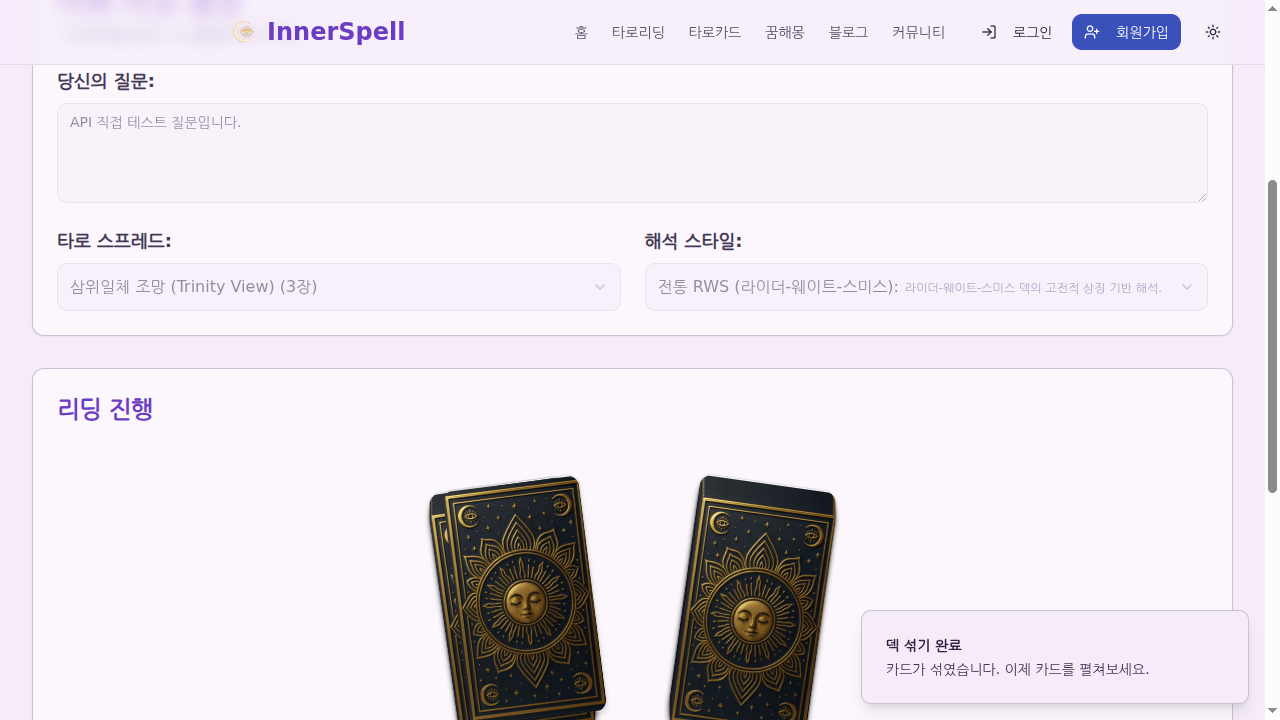 InnerSpell
홈
타로리딩
타로카드
꿈해몽
블로그
커뮤니티
로그인
회원가입
당신의 질문:
API 직접 테스트 질문입니다.
타로 스프레드:
해석 스타일:
삼위일체 조망 (Trinity View) (3장)
전통 RWS (라이더-웨이트-스미스): 라이더-웨이트-스미스 덱의 고전적 상징 기반 해석.
리딩 진행
덱 섞기 완료
카드가 섞였습니다. 이제 카드를 펼쳐보세요.